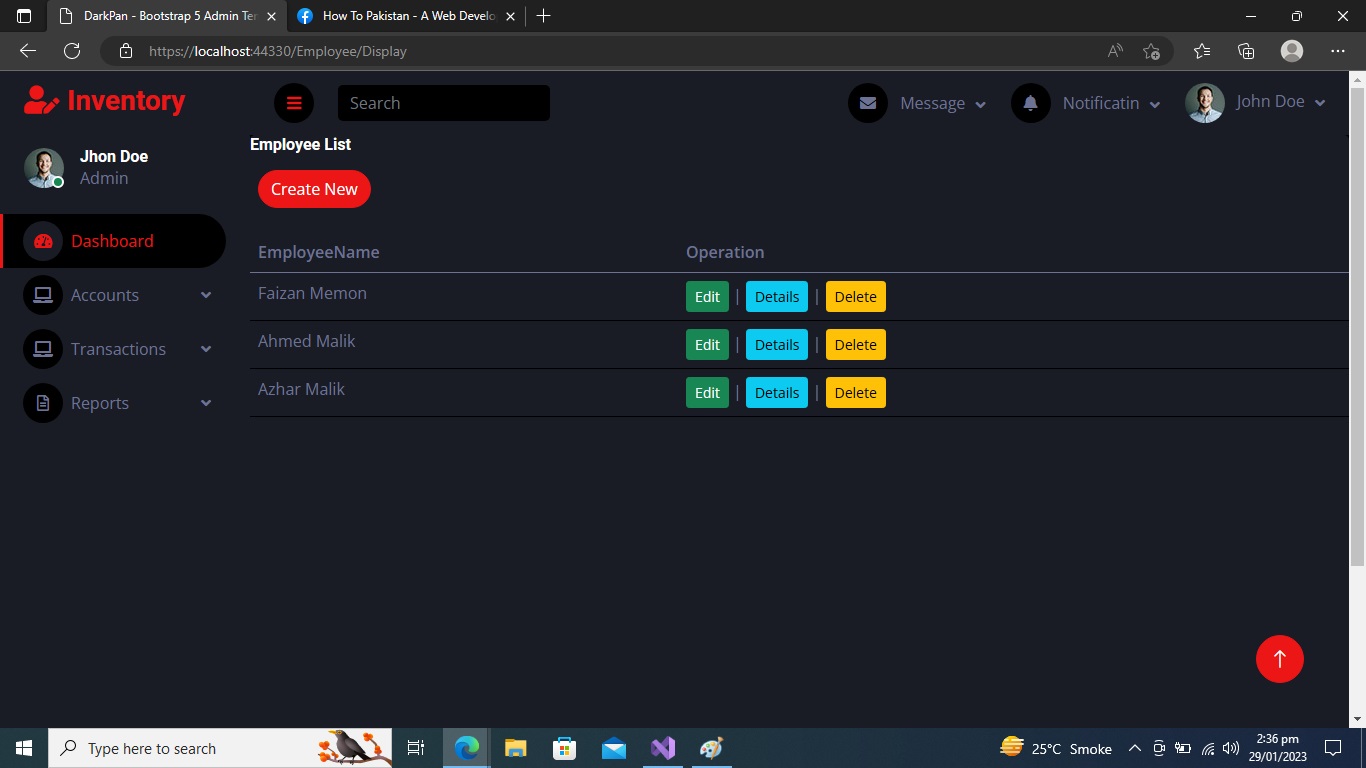 DarkPan - Bootstrap 5 Admin Ter
How To Pakistan - A Web Develo
https://localhost:44330/Employee/Display
Inventory
Search
Message
Notificatin
John Doe
Jhon Doe
Admin
Employee List
Create New
Dashboard
EmployeeName Operation
Accounts
Faizan Memon Edit | Details | Delete
Transactions
Ahmed Malik Edit | Details | Delete
Reports
Azhar Malik Edit | Details | Delete
Type here to search
25°C Smoke
2:36 pm
29/01/2023